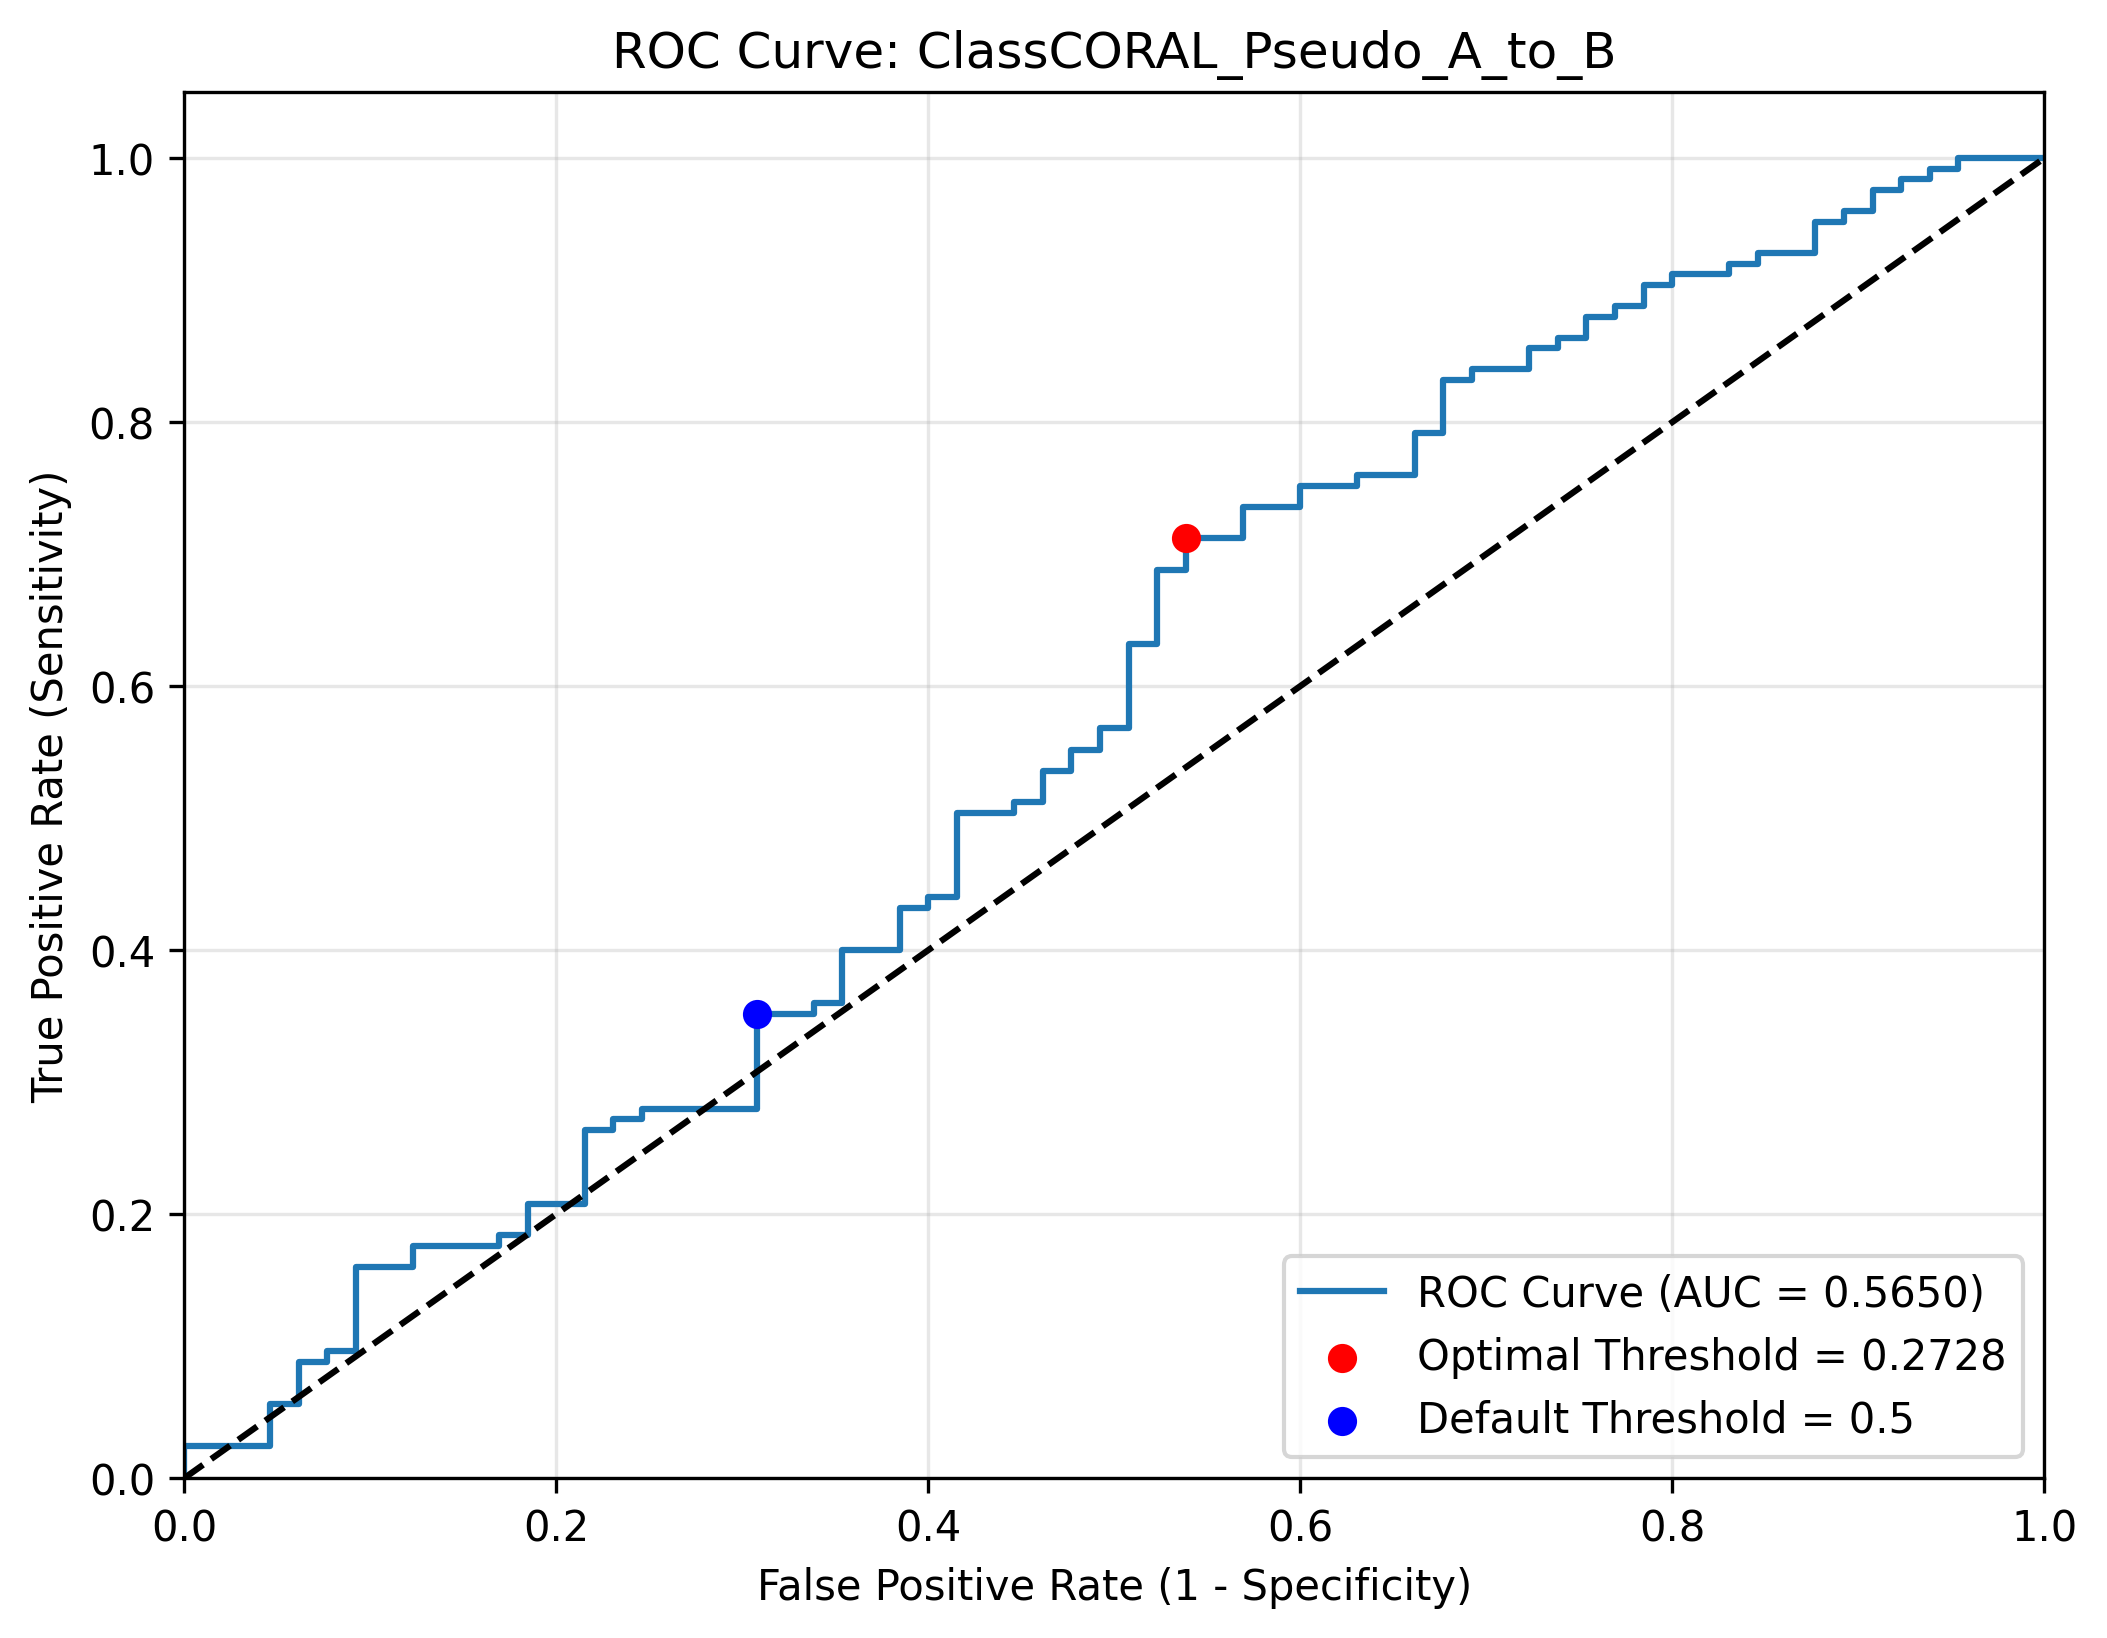 ROC Curve: ClassCORAL_Pseudo_A_to_B
True Positive Rate (Sensitivity)
1.0
0.8
0.6
0.4
0.2
0.0
ROC Curve (AUC = 0.5650)
Optimal Threshold = 0.2728
Default Threshold = 0.5
0.0 0.2 0.4 0.6 0.8 1.0
False Positive Rate (1 - Specificity)